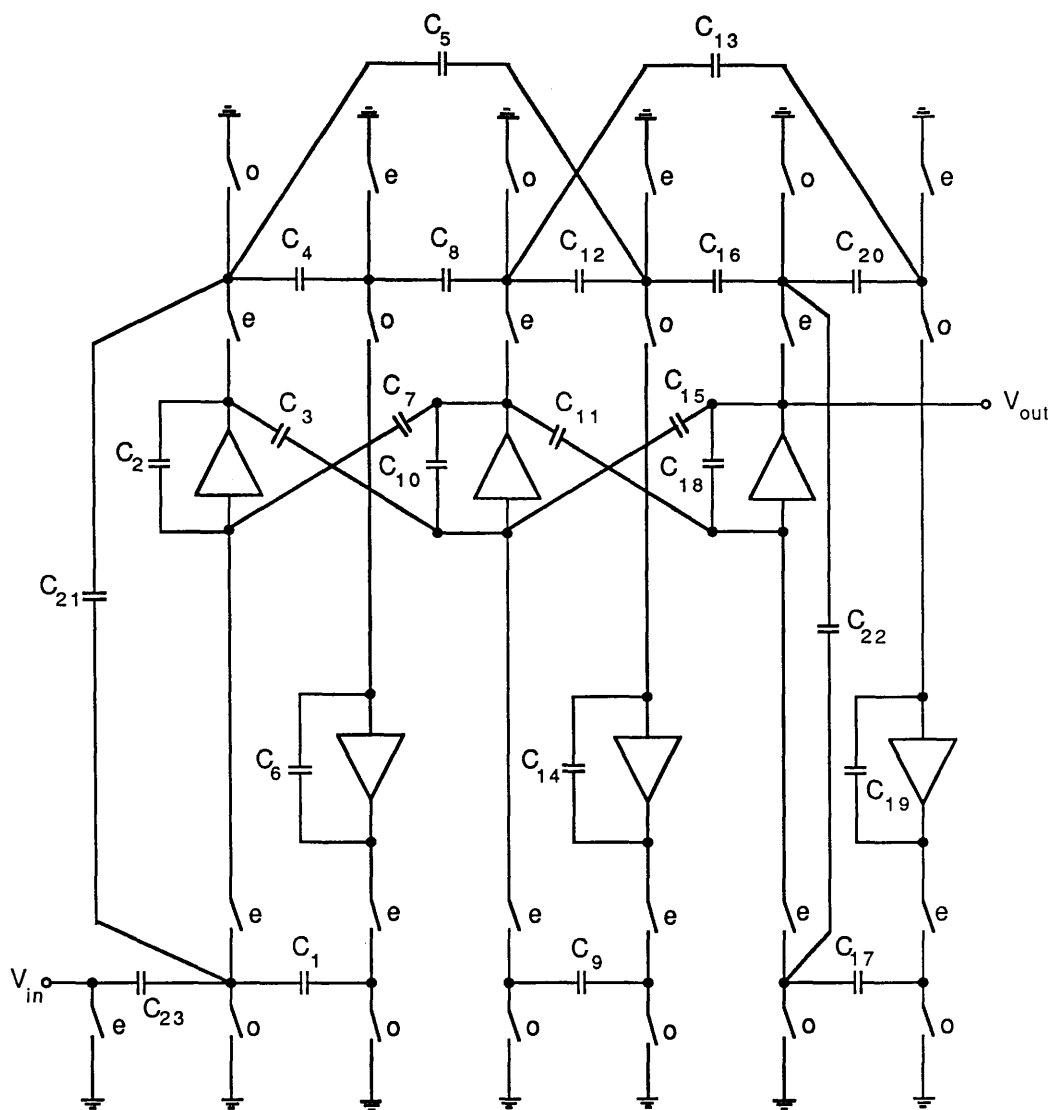 C5 C13
o e o e o e
C4 C8 C12 C16 C20
e o e o e o
C3 C7 C11 C15
Vout
C2 C10 C18
C21 C22
C6 C14 C19
e e e e e e
C1 C9 C17
Vin
C23
e o o o o o o